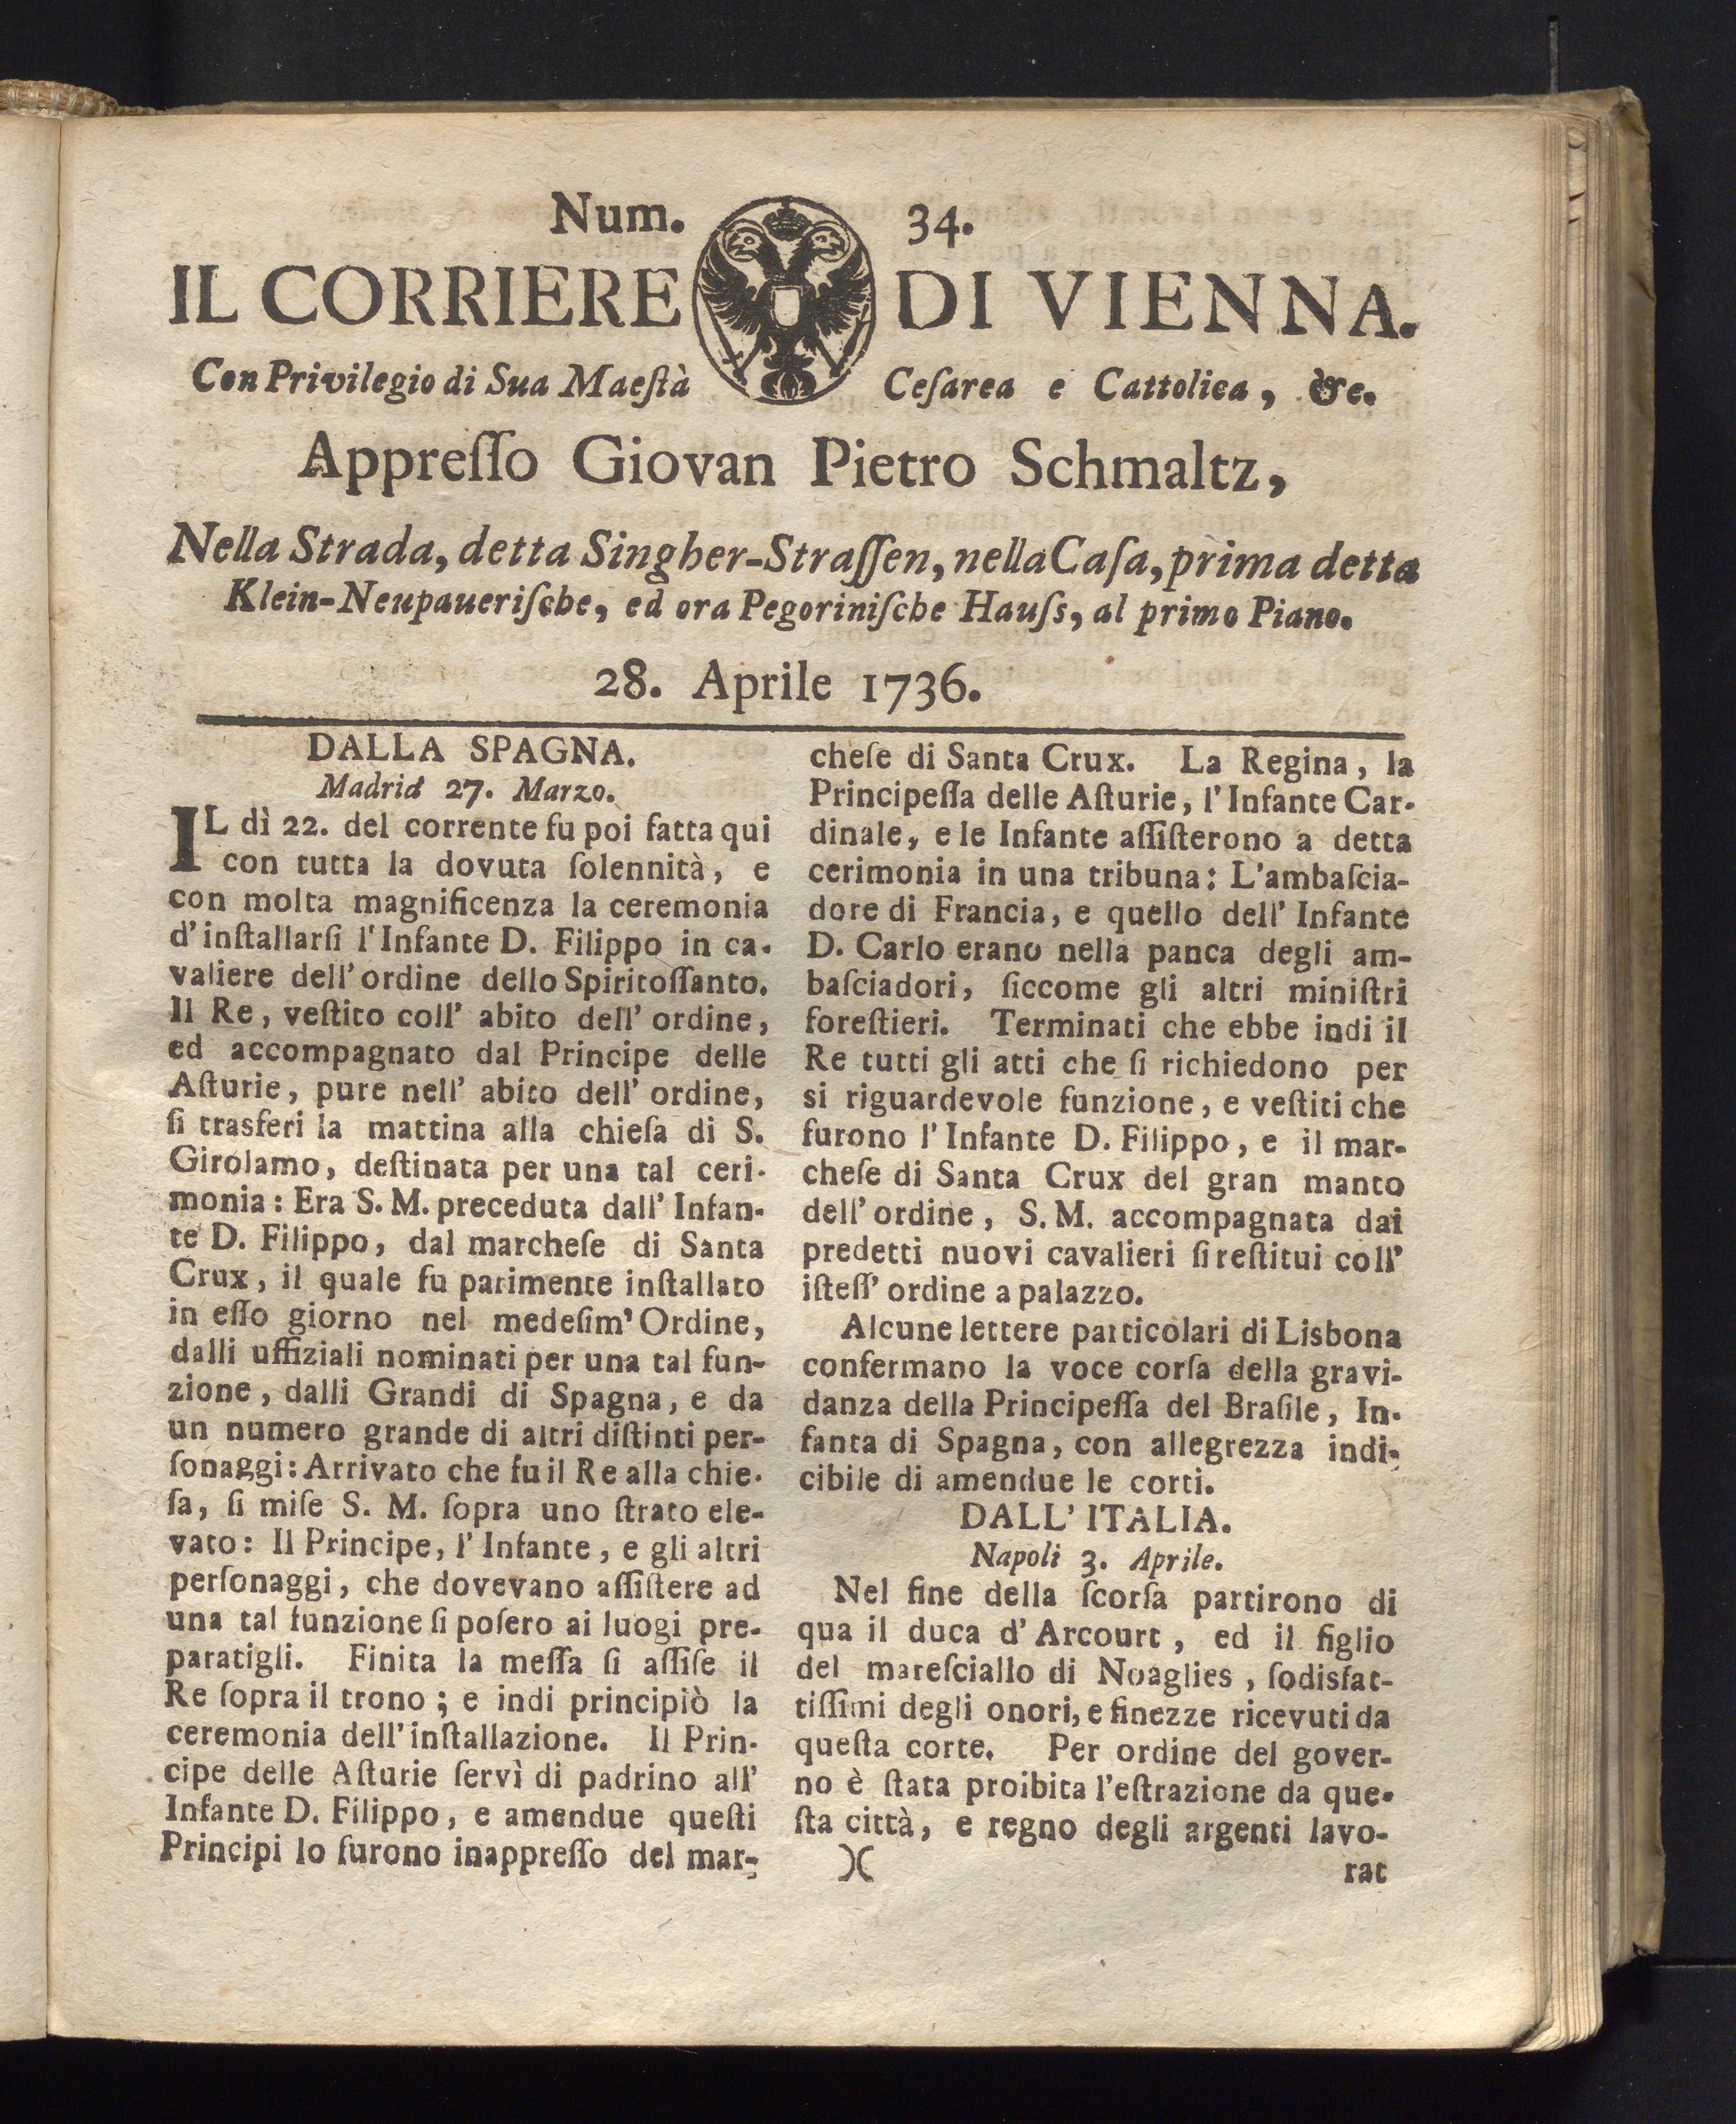 Num. 34.
IL CORRIERE DI VIENNA.
Con Privilegio di Sua Maeſtà Ceſarea e Cattolica, &c.
Appreſſo Giovan Pietro Schmaltz,
Nella Strada, detta Singher-Straſſen, nella Caſa, prima detta
Klein-Neupaueriſche, ed ora Pegoriniſche Hauſs, al primo Piano.
28. Aprile 1736.
DALLA SPAGNA.
Madrid 27. Marzo.
IL dì 22. del corrente fu poi fatta qui
con tutta la dovuta ſolennità, e
con molta magnificenza la ceremonia
d'inſtallarſi l'Infante D. Filippo in ca-
valiere dell'ordine dello Spiritoſſanto.
Il Re, veſtito coll' abito dell' ordine,
ed accompagnato dal Principe delle
Aſturie, pure nell' abito dell' ordine,
ſi trasferi la mattina alla chieſa di S.
Girolamo, deſtinata per una tal ceri-
monia: Era S. M. preceduta dall' Infan-
te D. Filippo, dal marcheſe di Santa
Crux, il quale fu parimente inſtallato
in eſſo giorno nel medeſim' Ordine,
dalli uffiziali nominati per una tal fun-
zione, dalli Grandi di Spagna, e da
un numero grande di altri diſtinti per-
ſonaggi: Arrivato che fu il Re alla chie-
ſa, ſi miſe S. M. ſopra uno ſtrato ele-
vato: Il Principe, l' Infante, e gli altri
perſonaggi, che dovevano aſſiſtere ad
una tal funzione ſi poſero ai luogi pre-
paratigli. Finita la meſſa ſi aſſiſe il
Re ſopra il trono; e indi principiò la
ceremonia dell'inſtallazione. Il Prin-
cipe delle Aſturie ſervì di padrino all'
Infante D. Filippo, e amendue queſti
Principi lo furono inappreſſo del mar-
cheſe di Santa Crux. La Regina, la
Principeſſa delle Aſturie, l'Infante Car-
dinale, e le Infante aſſiſterono a detta
cerimonia in una tribuna: L'ambaſcia-
dore di Francia, e quello dell' Infante
D. Carlo erano nella panca degli am-
baſciadori, ſiccome gli altri miniſtri
foreſtieri. Terminati che ebbe indi il
Re tutti gli atti che ſi richiedono per
si riguardevole funzione, e veſtiti che
furono l' Infante D. Filippo, e il mar-
cheſe di Santa Crux del gran manto
dell'ordine, S. M. accompagnata dai
predetti nuovi cavalieri ſi reſtitui coll'
iſteſſ' ordine a palazzo.
Alcune lettere particolari di Lisbona
confermano la voce corſa della gravi-
danza della Principeſſa del Braſile, In-
fanta di Spagna, con allegrezza indi-
cibile di amendue le corti.
DALL' ITALIA.
Napoli 3. Aprile.
Nel fine della ſcorſa partirono di
qua il duca d' Arcourt, ed il figlio
del mareſciallo di Noaglies, ſodisfat-
tiſſimi degli onori, e finezze ricevuti da
queſta corte. Per ordine del gover-
no è ſtata proibita l'eſtrazione da que-
ſta città, e regno degli argenti lavo-
)( rat